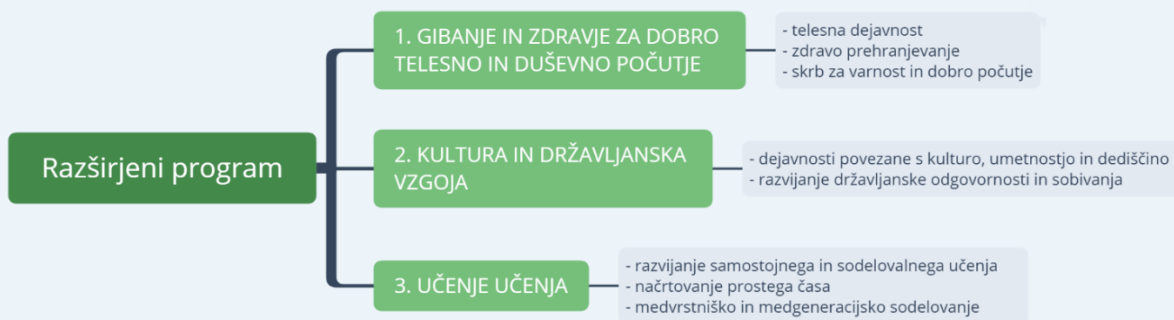 1. GIBANJE IN ZDRAVJE ZA DOBRO
TELESNO IN DUŠEVNO POČUTJE
- telesna dejavnost
- zdravo prehranjevanje
- skrb za varnost in dobro počutje
Razširjeni program
2. KULTURA IN DRŽAVLJANSKA
VZGOJA
- dejavnosti povezane s kulturo, umetnostjo in dediščino
- razvijanje državljanske odgovornosti in sobivanja
3. UČENJE UČENJA
- razvijanje samostojnega in sodelovalnega učenja
- načrtovanje prostega časa
- medvrstniško in medgeneracijsko sodelovanje